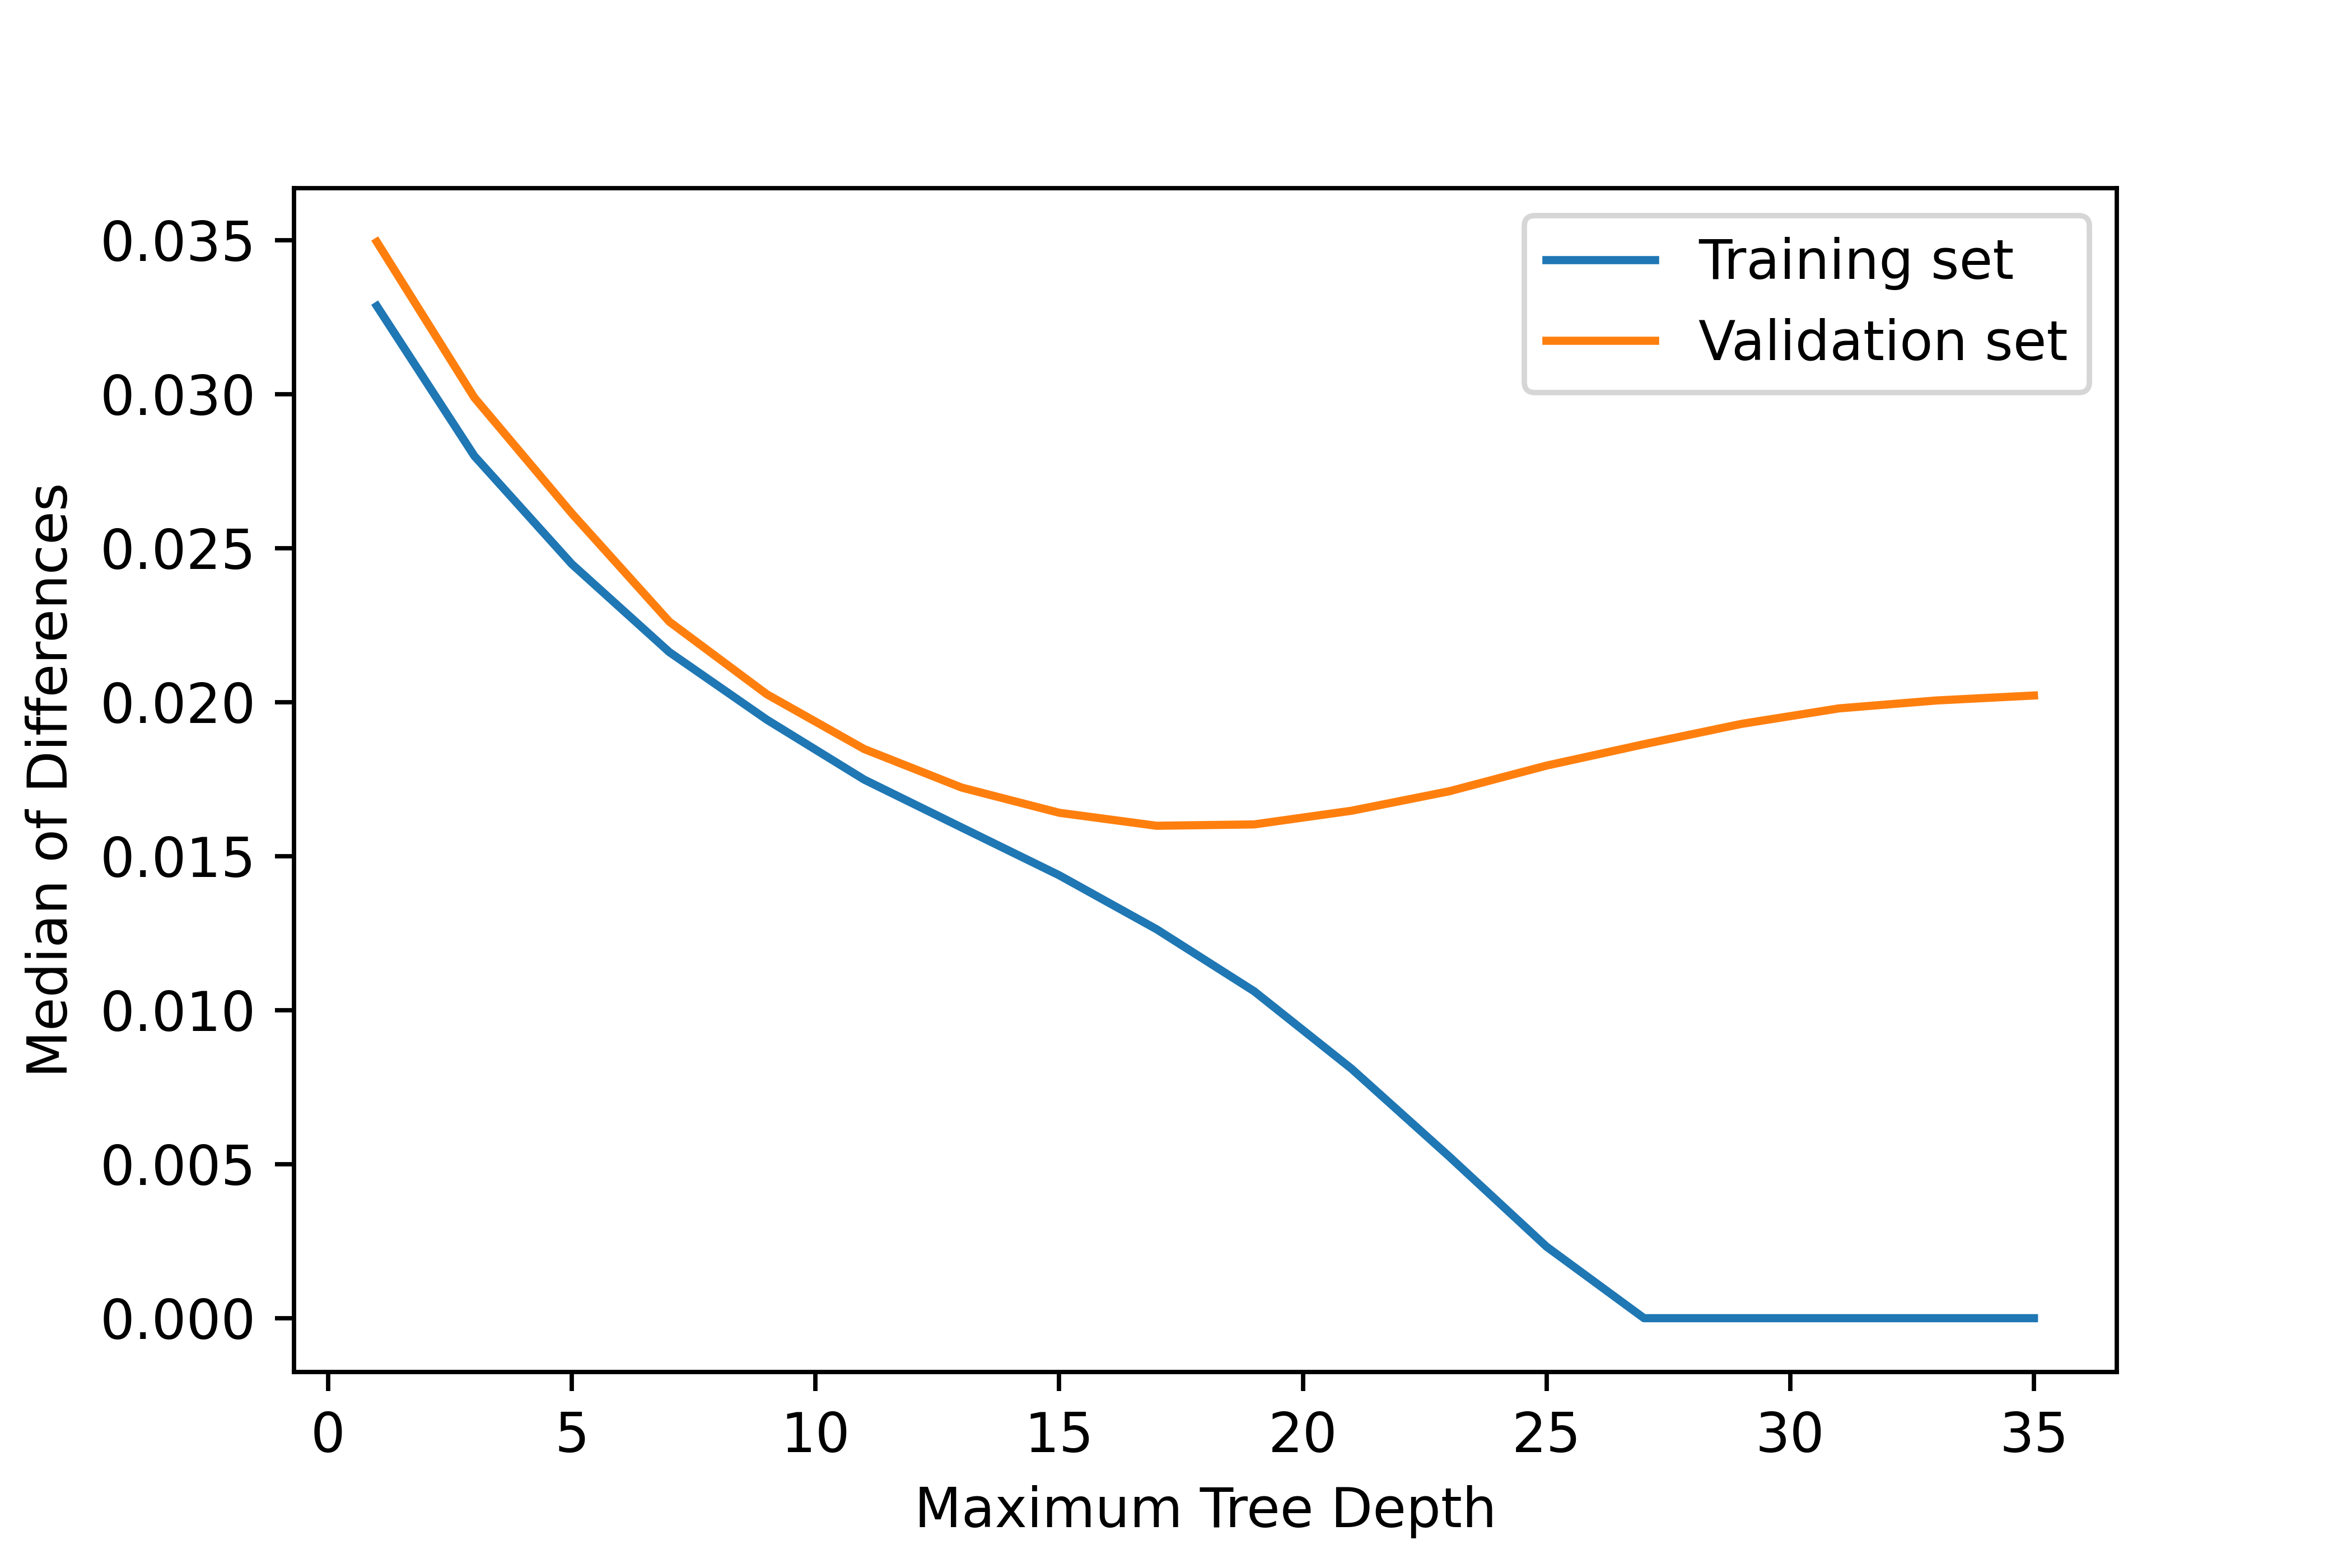 Training set
Validation set
0.035
0.030
0.025
0.020
0.015
0.010
0.005
0.000
Median of Differences
0 5 10 15 20 25 30 35
Maximum Tree Depth